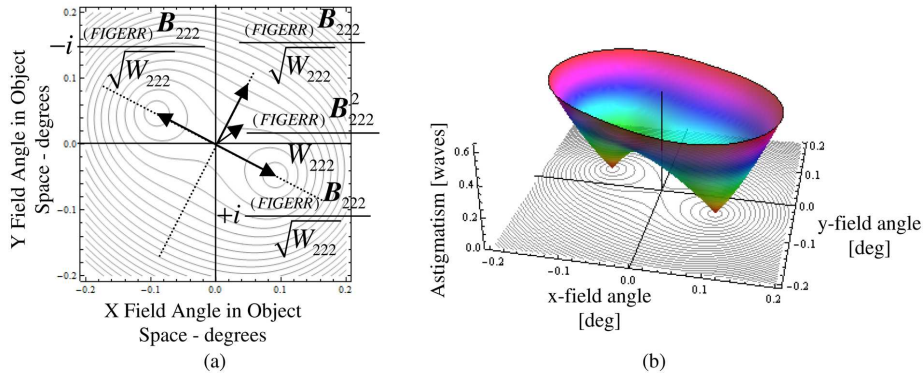 Y Field Angle in Object
Space - degrees
0.2
0.1
0.0
−0.1
−0.2
−0.2
−0.1
0.0
0.1
0.2
−i (FIGERR)B222
√W222
(FIGERR)B222
√W222
(FIGERR)B²222
W222
+i (FIGERR)B222
√W222
X Field Angle in Object
Space - degrees
(a)
Astigmatism [waves]
0.6
0.4
0.2
0.0
−0.2
−0.1
0.0
0.1
0.2
x-field angle
[deg]
0.2
0.1
0.0
−0.1
−0.2
y-field angle
[deg]
(b)